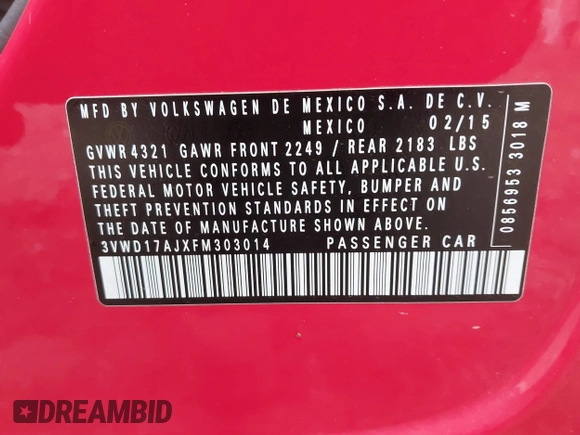 MFD BY VOLKSWAGEN DE MEXICO S.A. DE C.V.
MEXICO 02/15
GVWR 4321 GAWR FRONT 2249 / REAR 2183 LBS
THIS VEHICLE CONFORMS TO ALL APPLICABLE U.S.
FEDERAL MOTOR VEHICLE SAFETY, BUMPER AND
THEFT PREVENTION STANDARDS IN EFFECT ON
THE DATE OF MANUFACTURE SHOWN ABOVE.
3VWD17AJXFM303014 PASSENGER CAR
0856953 3018 M
DREAMBID